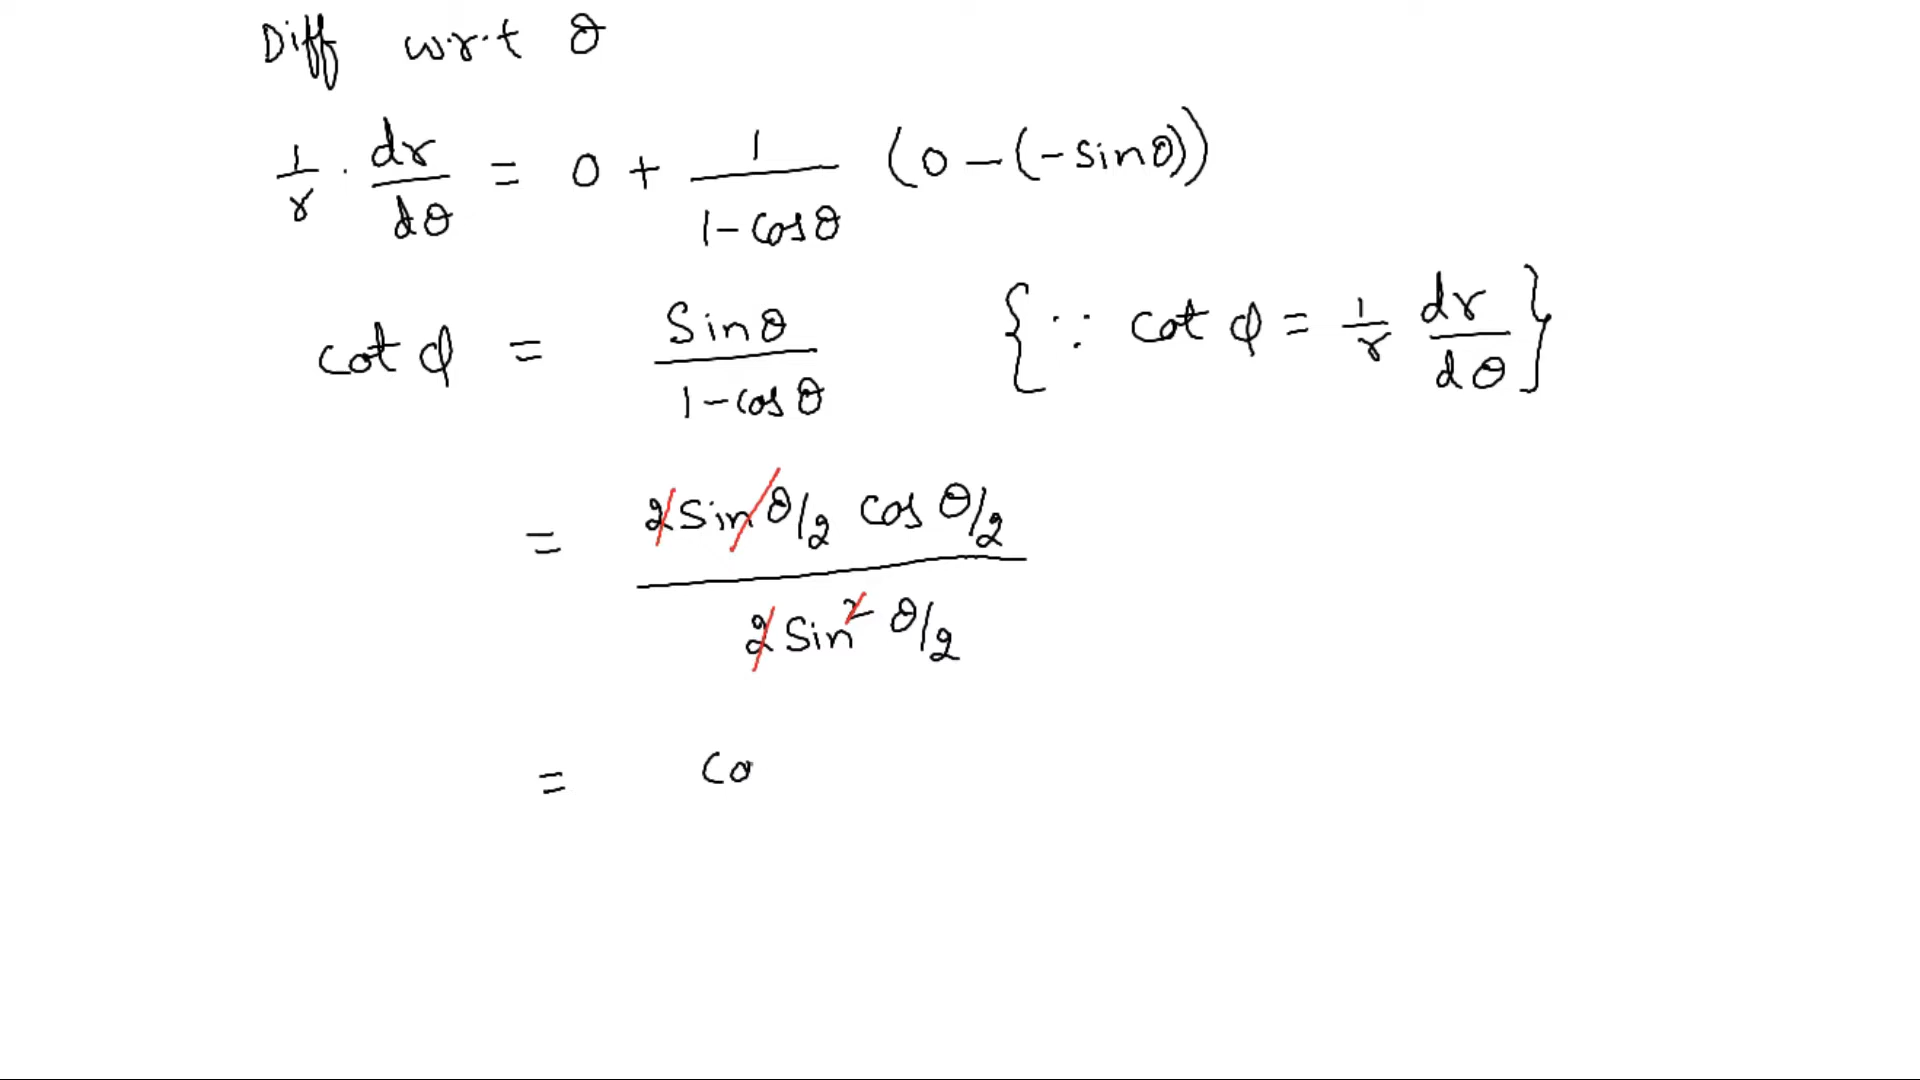 Diff w.r.t θ
1/r · dr/dθ = 0 + 1/(1-cosθ) (0-(-sinθ))
cot φ = Sinθ/(1-cosθ) {∵ cot φ = 1/r dr/dθ}
= 2Sin θ/2 cos θ/2 / 2Sin² θ/2
= co